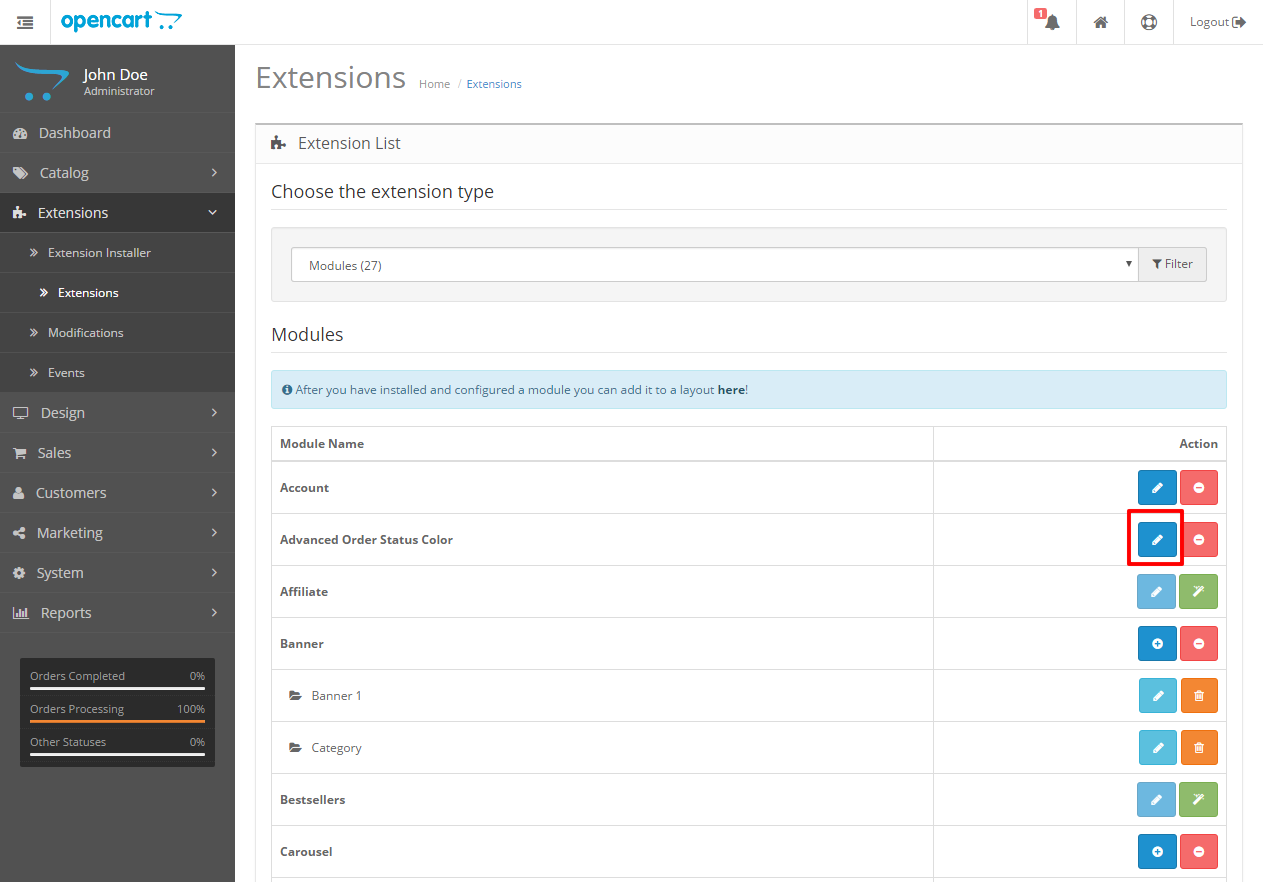 opencart
1
Logout
John Doe
Administrator
Dashboard
Catalog
Extensions
Extension Installer
Extensions
Modifications
Events
Design
Sales
Customers
Marketing
System
Reports
Orders Completed 0%
Orders Processing 100%
Other Statuses 0%
Extensions Home / Extensions
Extension List
Choose the extension type
Modules (27) Filter
Modules
After you have installed and configured a module you can add it to a layout here!
Module Name Action
Account
Advanced Order Status Color
Affiliate
Banner
Banner 1
Category
Bestsellers
Carousel